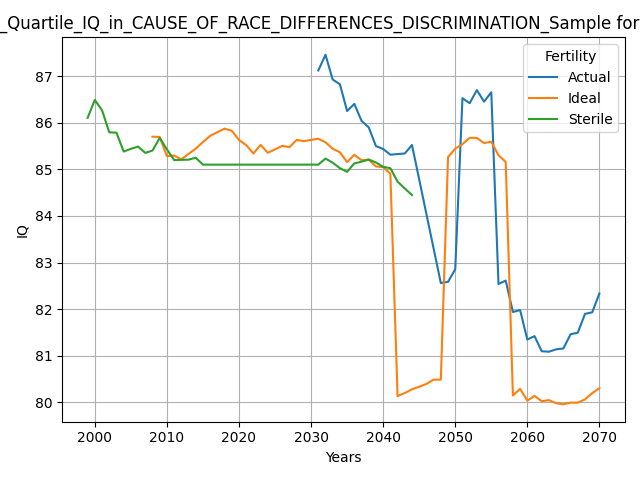 _Quartile_IQ_in_CAUSE_OF_RACE_DIFFERENCES_DISCRIMINATION_Sample for
Fertility
Actual
Ideal
Sterile
87
86
85
84
83
82
81
80
IQ
2000 2010 2020 2030 2040 2050 2060 2070
Years